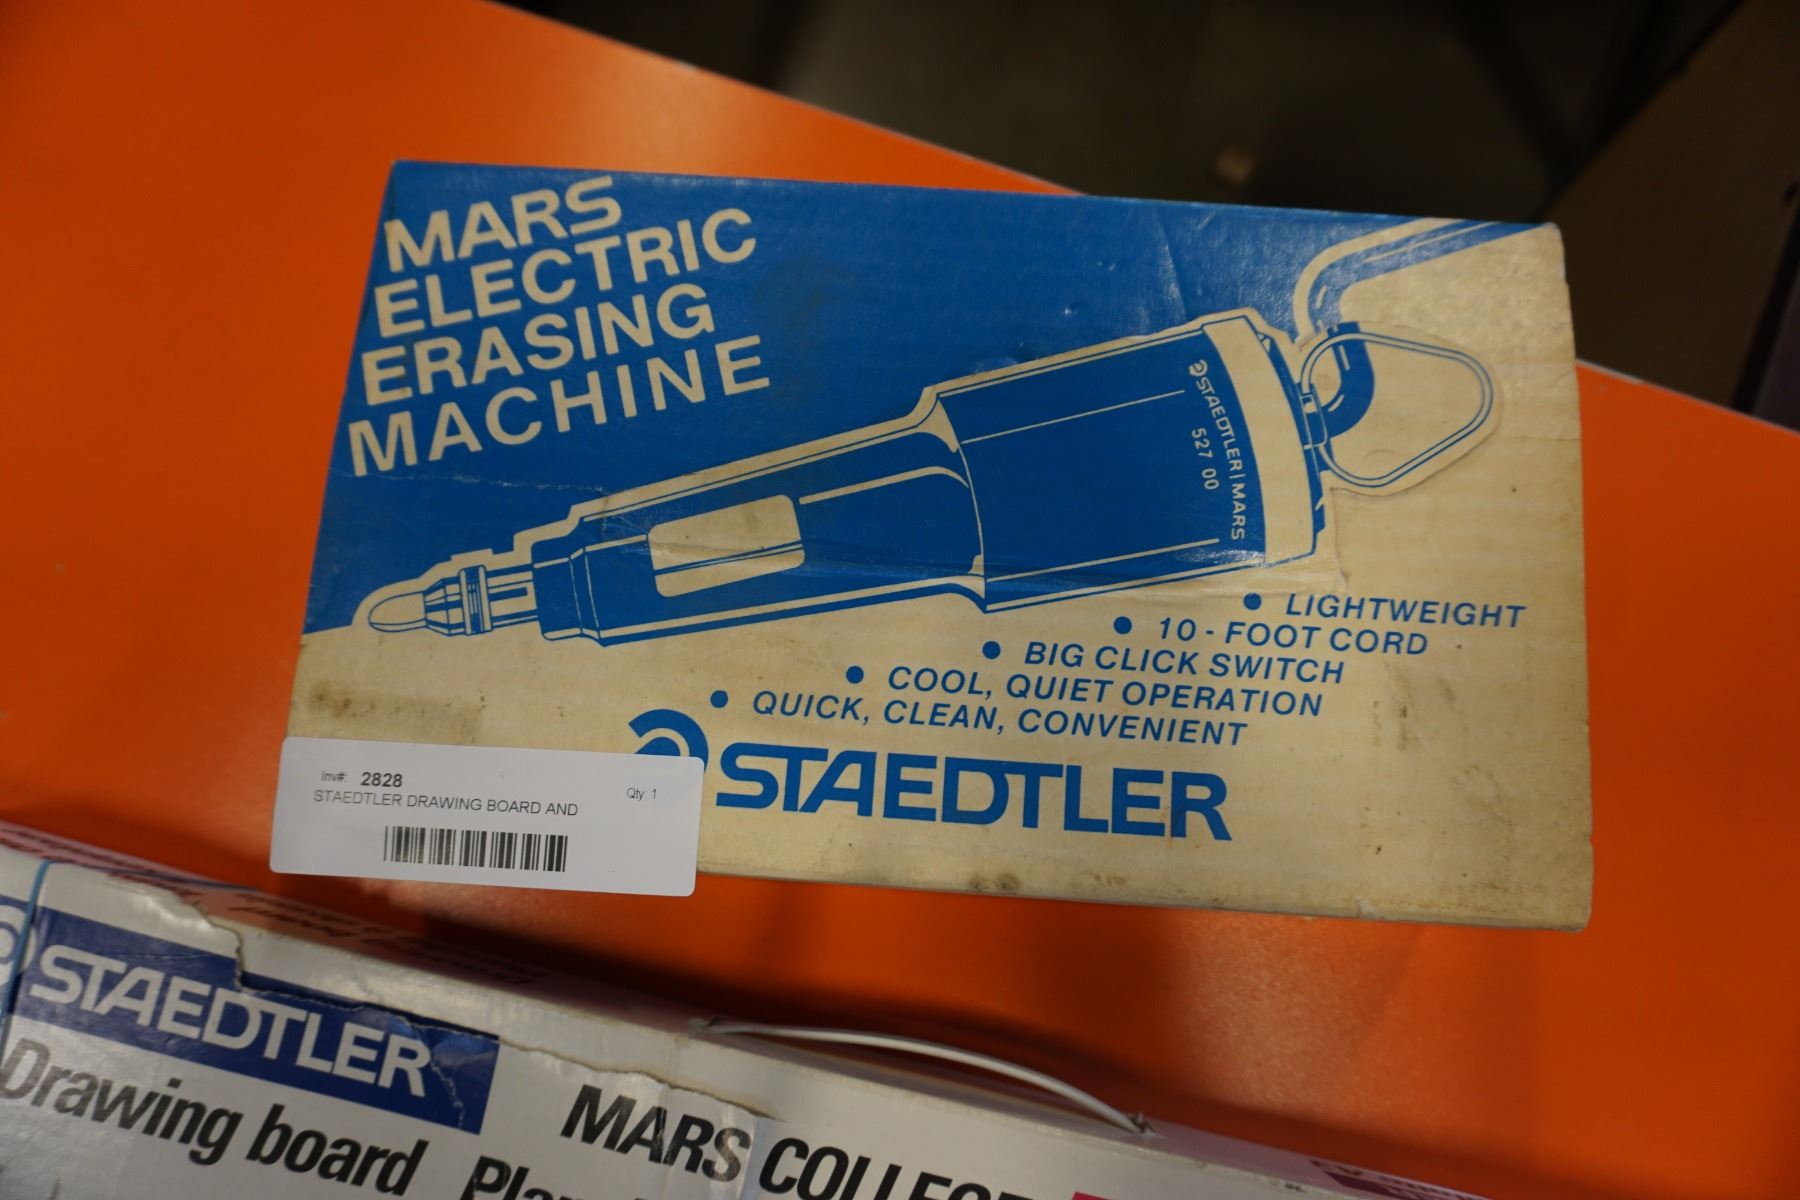 MARS
ELECTRIC
ERASING
MACHINE
STAEDTLER | MARS
527 00
• LIGHTWEIGHT
• 10 - FOOT CORD
• BIG CLICK SWITCH
• COOL, QUIET OPERATION
• QUICK, CLEAN, CONVENIENT
STAEDTLER
Inv#: 2828
Qty: 1
STAEDTLER DRAWING BOARD AND
STAEDTLER
Drawing board
MARS COLLEGE